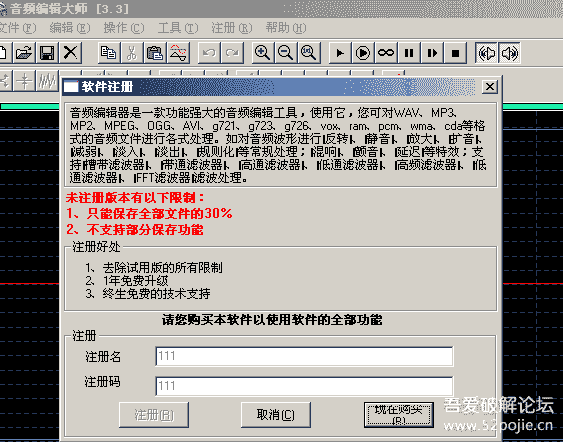 音频编辑大师 [3.3]
文件(F) 编辑(E) 操作(C) 工具(T) 注册(R) 帮助(H)
软件注册
音频编辑器是一款功能强大的音频编辑工具，使用它，您可对WAV、MP3、
MP2、MPEG、OGG、AVI、g721、g723、g726、vox、ram、pcm、wma、cda等格
式的音频文件进行各式处理。如对音频波形进行|反转|、|静音|、|放大|、|扩音|、
|减弱|、|淡入|、|淡出|、|规则化|等常规处理；|混响|、|颤音|、|延迟|等特效；支
持|槽带滤波器|、|带通滤波器|、|高通滤波器|、|低通滤波器|、|高频滤波器|、|低
通滤波器|、|FFT滤波器|滤波处理。
未注册版本有以下限制：
1、只能保存全部文件的30%
2、不支持部分保存功能
注册好处
1、去除试用版的所有限制
2、1年免费升级
3、终生免费的技术支持
请您购买本软件以使用软件的全部功能
注册
注册名 111
注册码 111
注册(R) 取消(C) 现在购买(B)
吾爱破解论坛
www.52pojie.cn